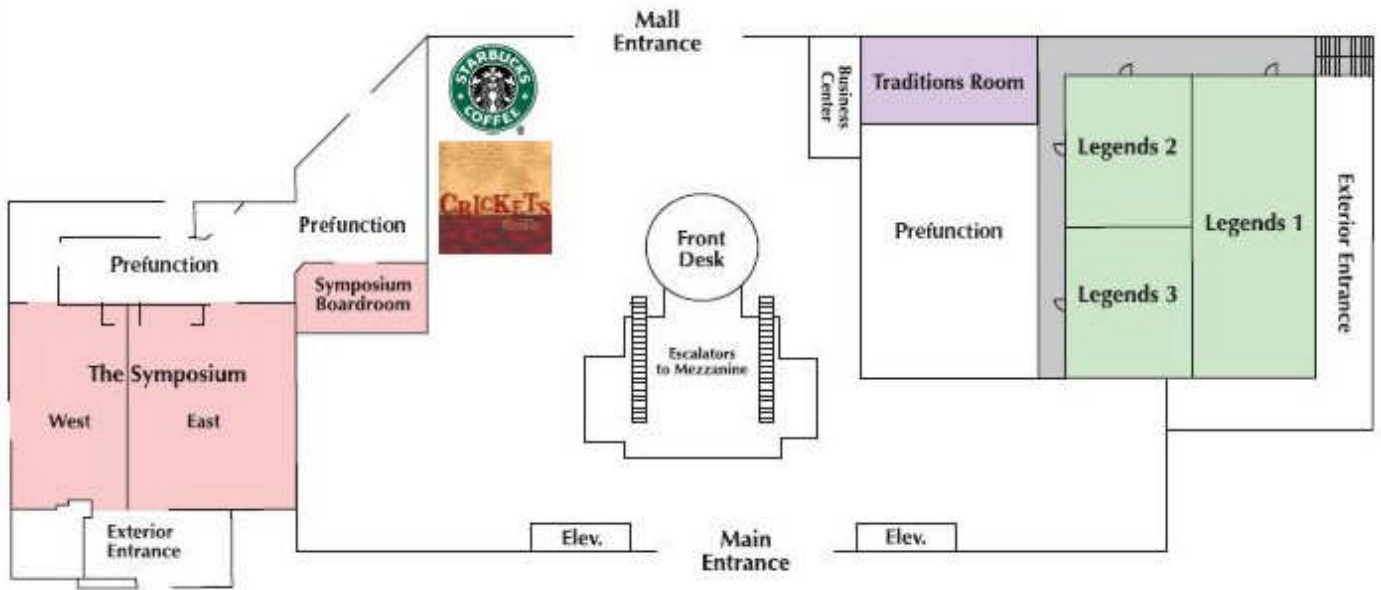 Mall
Entrance
STARBUCKS
COFFEE
®
CRICKETS
Business
Center
Traditions Room
Legends 2
Legends 1
Legends 3
Exterior Entrance
Prefunction
Prefunction
Prefunction
Front
Desk
Symposium
Boardroom
Escalators
to Mezzanine
The Symposium
West
East
Exterior
Entrance
Elev.
Main
Entrance
Elev.